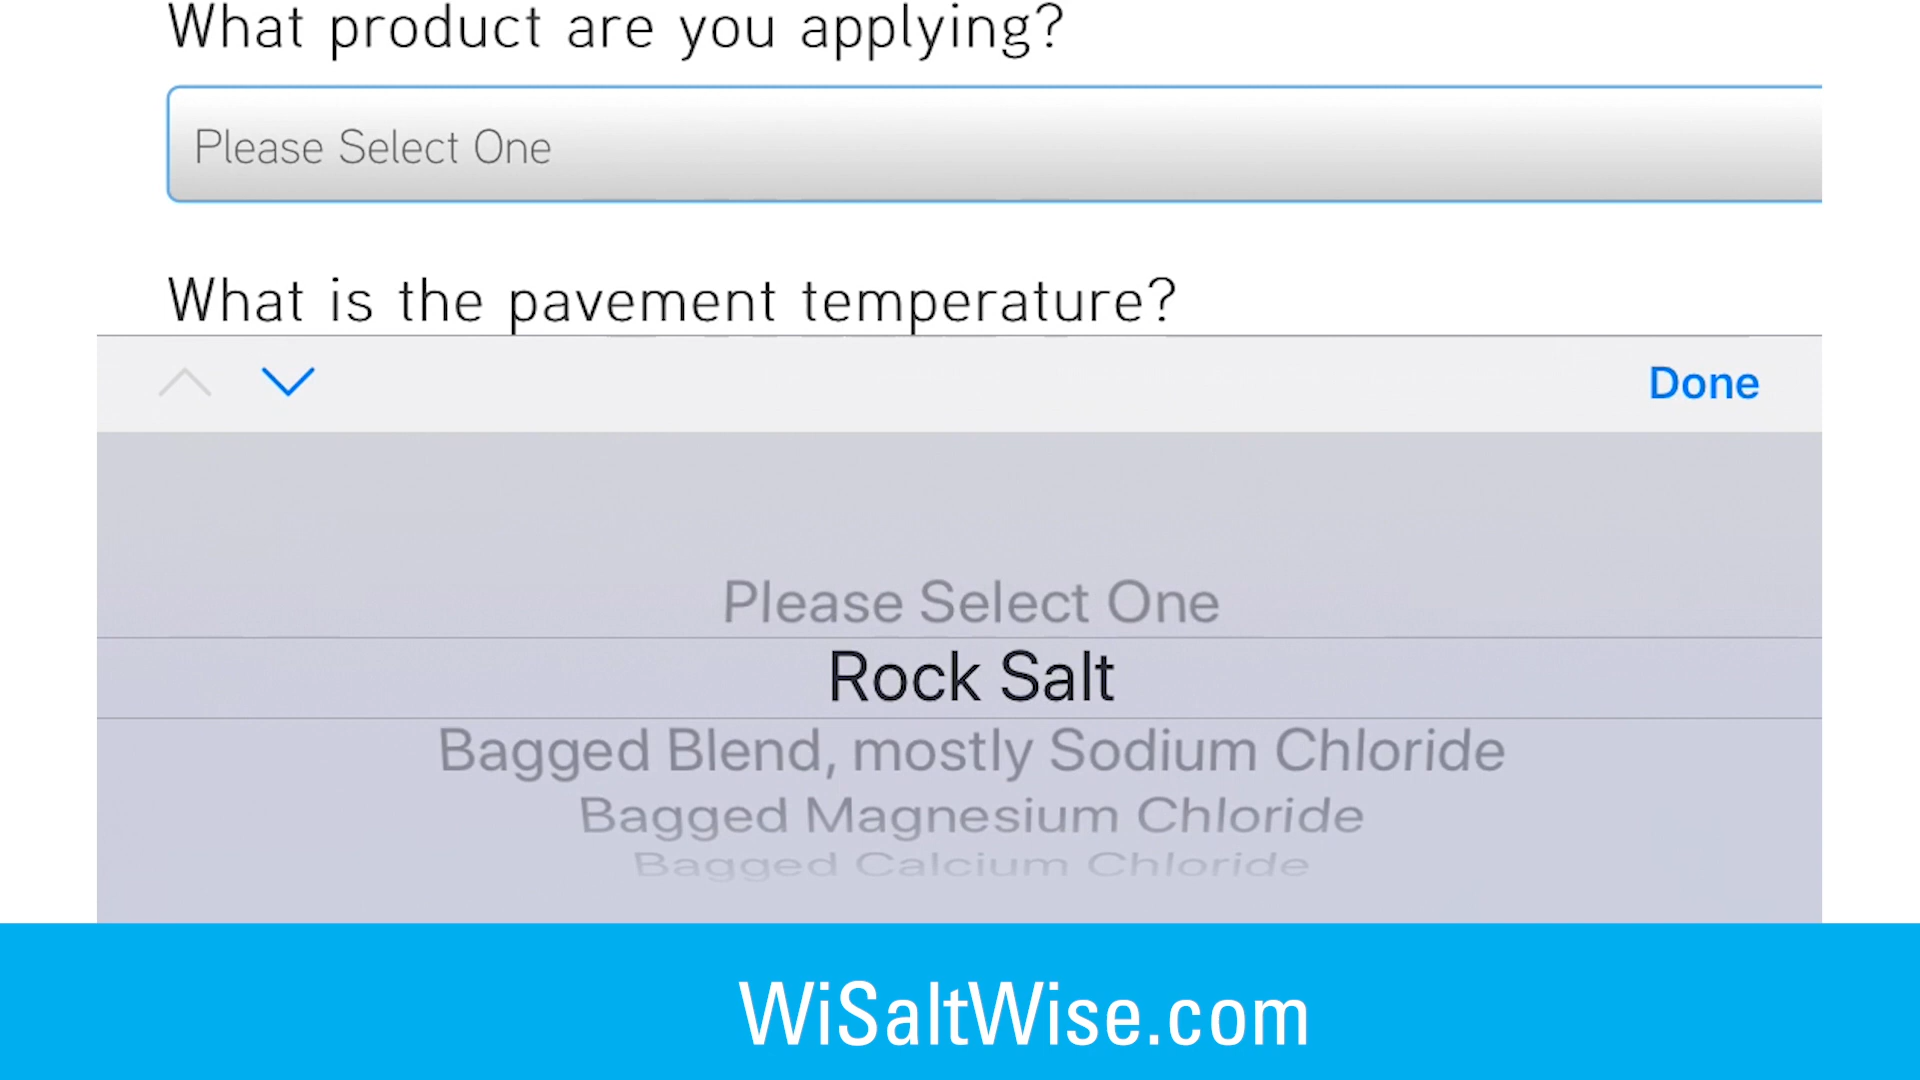 What product are you applying?
Please Select One
What is the pavement temperature?
Done
Please Select One
Rock Salt
Bagged Blend, mostly Sodium Chloride
Bagged Magnesium Chloride
Bagged Calcium Chloride
WiSaltWise.com